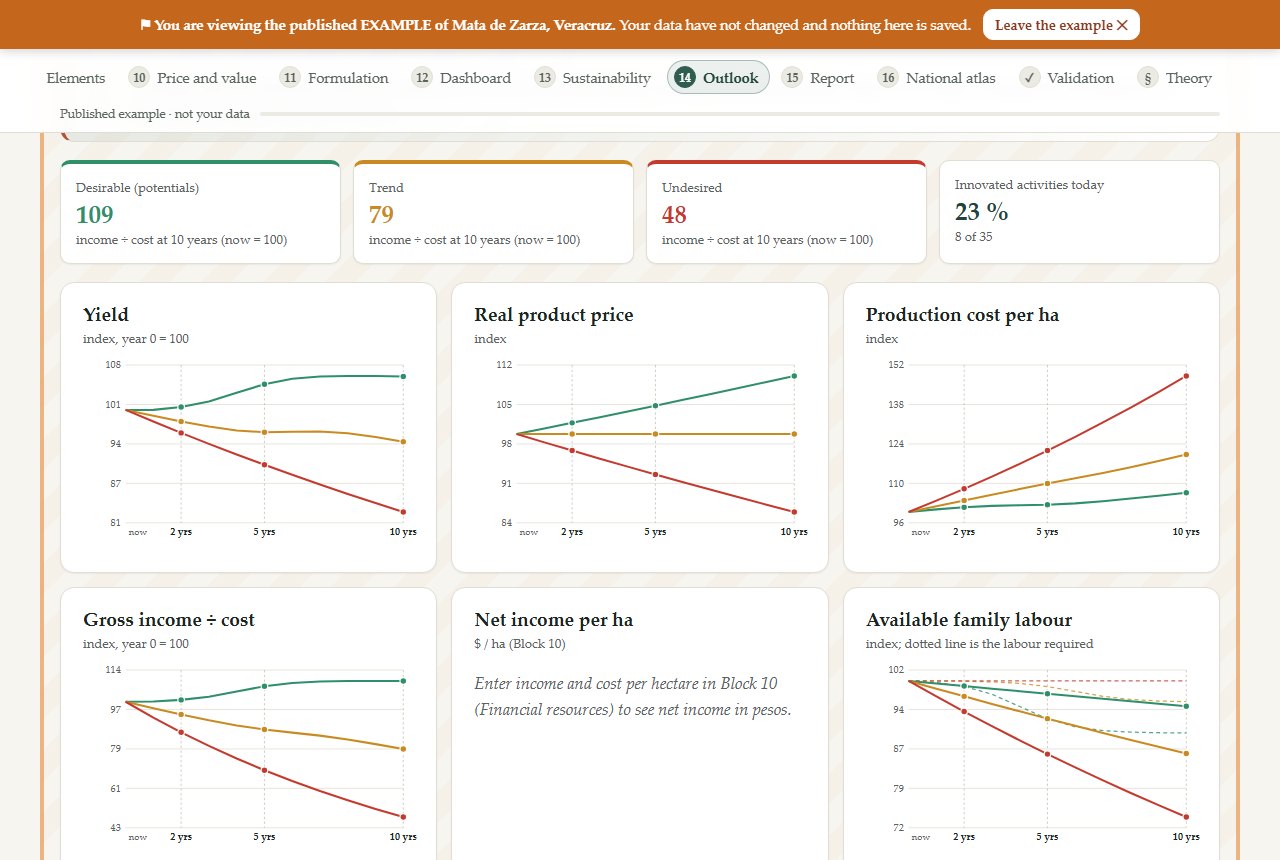 ⚑ You are viewing the published EXAMPLE of Mata de Zarza, Veracruz. Your data have not changed and nothing here is saved. Leave the example ✕
Elements 10 Price and value 11 Formulation 12 Dashboard 13 Sustainability 14 Outlook 15 Report 16 National atlas ✓ Validation § Theory
Published example · not your data
Desirable (potentials)
109
income ÷ cost at 10 years (now = 100)
Trend
79
income ÷ cost at 10 years (now = 100)
Undesired
48
income ÷ cost at 10 years (now = 100)
Innovated activities today
23 %
8 of 35
Yield
index, year 0 = 100
108
101
94
87
81
now 2 yrs 5 yrs 10 yrs
Real product price
index
112
105
98
91
84
now 2 yrs 5 yrs 10 yrs
Production cost per ha
index
152
138
124
110
96
now 2 yrs 5 yrs 10 yrs
Gross income ÷ cost
index, year 0 = 100
114
97
79
61
43
now 2 yrs 5 yrs 10 yrs
Net income per ha
$ / ha (Block 10)
Enter income and cost per hectare in Block 10
(Financial resources) to see net income in pesos.
Available family labour
index; dotted line is the labour required
102
94
87
79
72
now 2 yrs 5 yrs 10 yrs